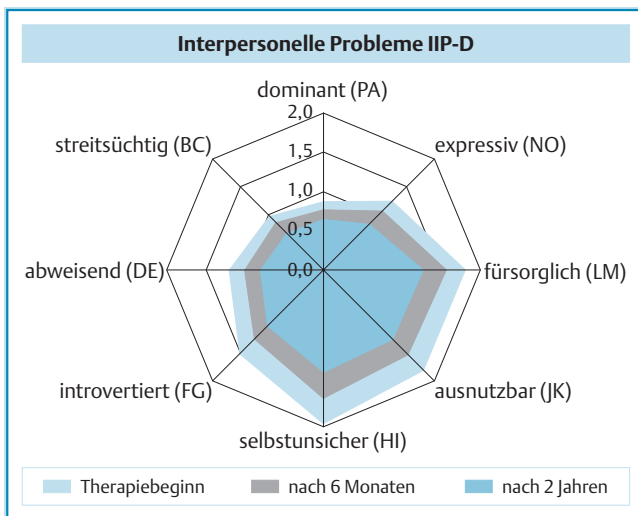 Interpersonelle Probleme IIP-D
dominant (PA)
2,0
streitsüchtig (BC)
expressiv (NO)
1,5
1,0
0,5
abweisend (DE)
0,0
fürsorglich (LM)
introvertiert (FG)
ausnutzbar (JK)
selbstunsicher (HI)
Therapiebeginn
nach 6 Monaten
nach 2 Jahren